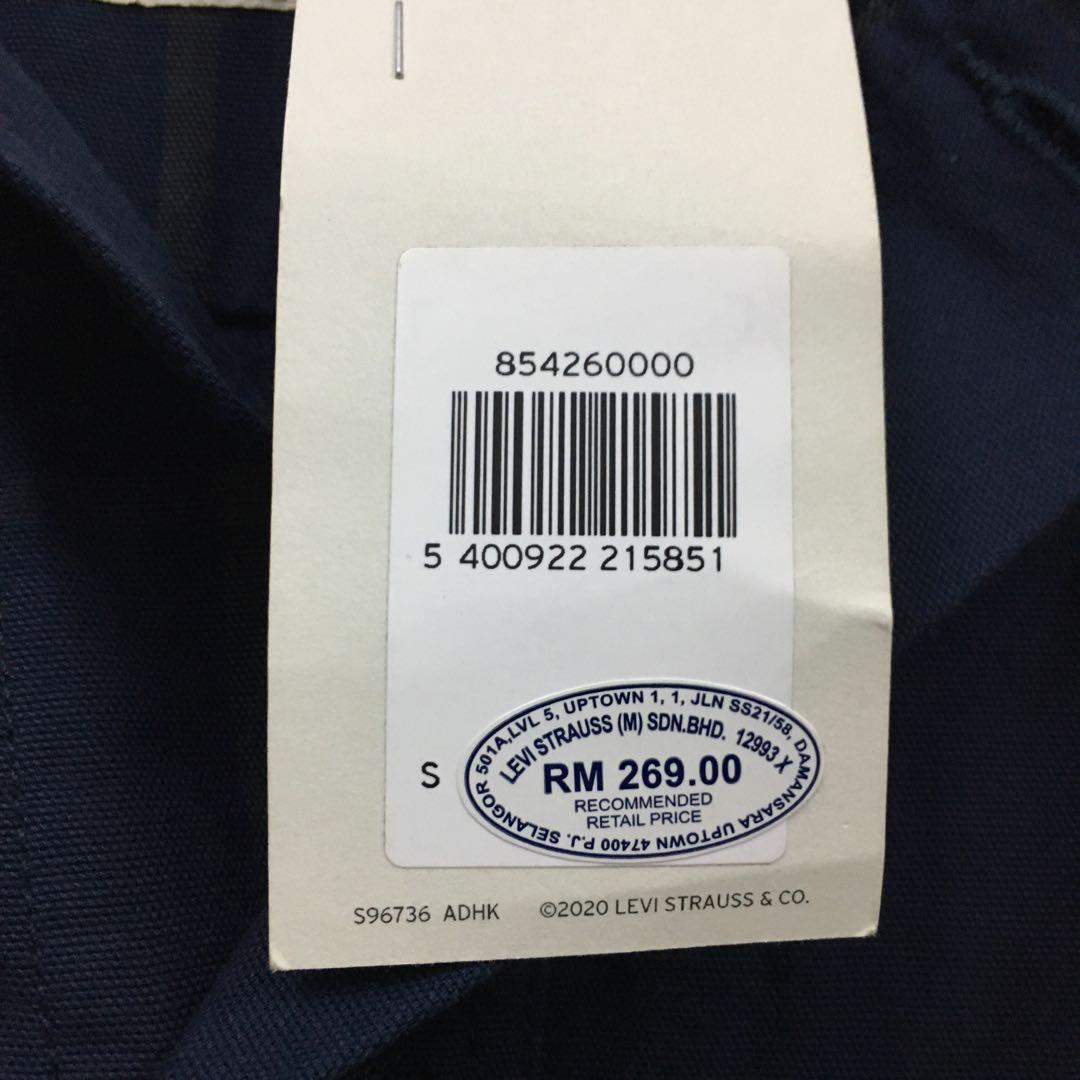 854260000
5 400922 215851
S
501A,LVL 5, UPTOWN 1, 1, JLN SS21/58, DAMANSARA UPTOWN 47400 P.J. SELANGOR
LEVI STRAUSS (M) SDN.BHD. 12993 X
RM 269.00
RECOMMENDED
RETAIL PRICE
S96736 ADHK ©2020 LEVI STRAUSS & CO.